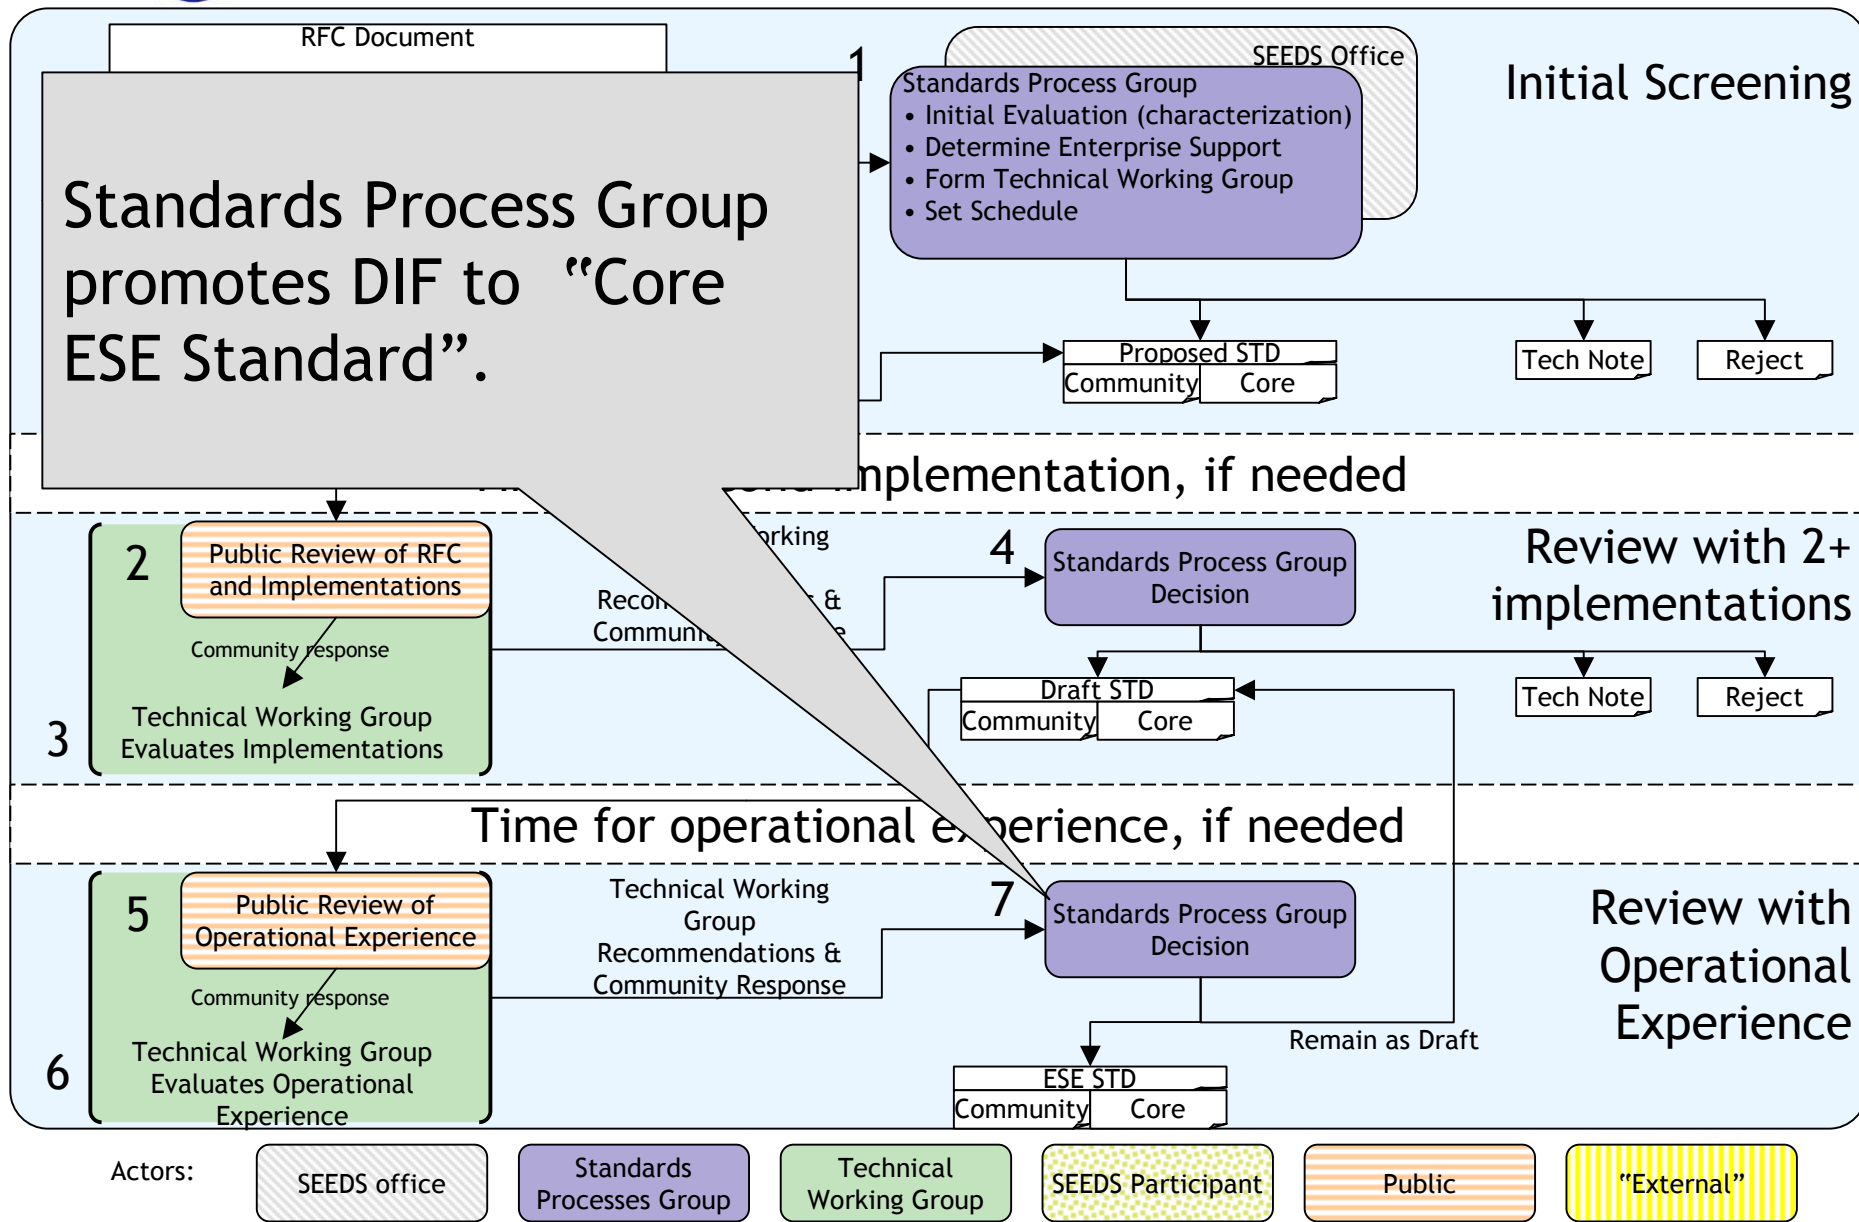 RFC Document
1
SEEDS Office
Standards Process Group
• Initial Evaluation (characterization)
• Determine Enterprise Support
• Form Technical Working Group
• Set Schedule
Initial Screening
Standards Process Group
promotes DIF to “Core
ESE Standard”.
Proposed STD
Community
Core
Tech Note
Reject
implementation, if needed
2
Public Review of RFC
and Implementations
Community response
3
Technical Working Group
Evaluates Implementations
&
4
Standards Process Group
Decision
Review with 2+
implementations
Draft STD
Community
Core
Tech Note
Reject
Time for operational experience, if needed
5
Public Review of
Operational Experience
Community response
6
Technical Working Group
Evaluates Operational
Experience
Technical Working
Group
Recommendations &
Community Response
7
Standards Process Group
Decision
Review with
Operational
Experience
Remain as Draft
ESE STD
Community
Core
Actors:
SEEDS office
Standards
Processes Group
Technical
Working Group
SEEDS Participant
Public
“External”